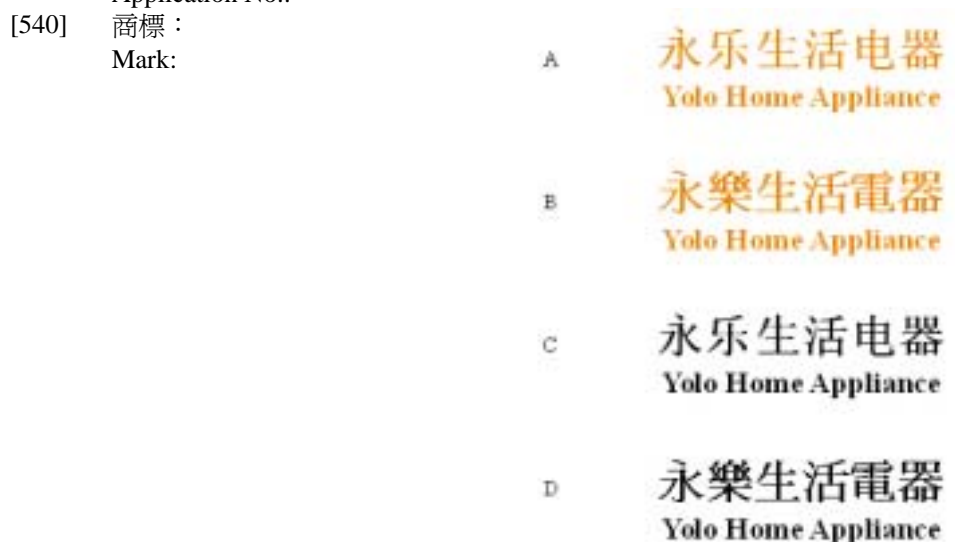 Application No.:
[540] 商標：
Mark:
A 永乐生活电器
Yolo Home Appliance
B 永樂生活電器
Yolo Home Appliance
C 永乐生活电器
Yolo Home Appliance
D 永樂生活電器
Yolo Home Appliance